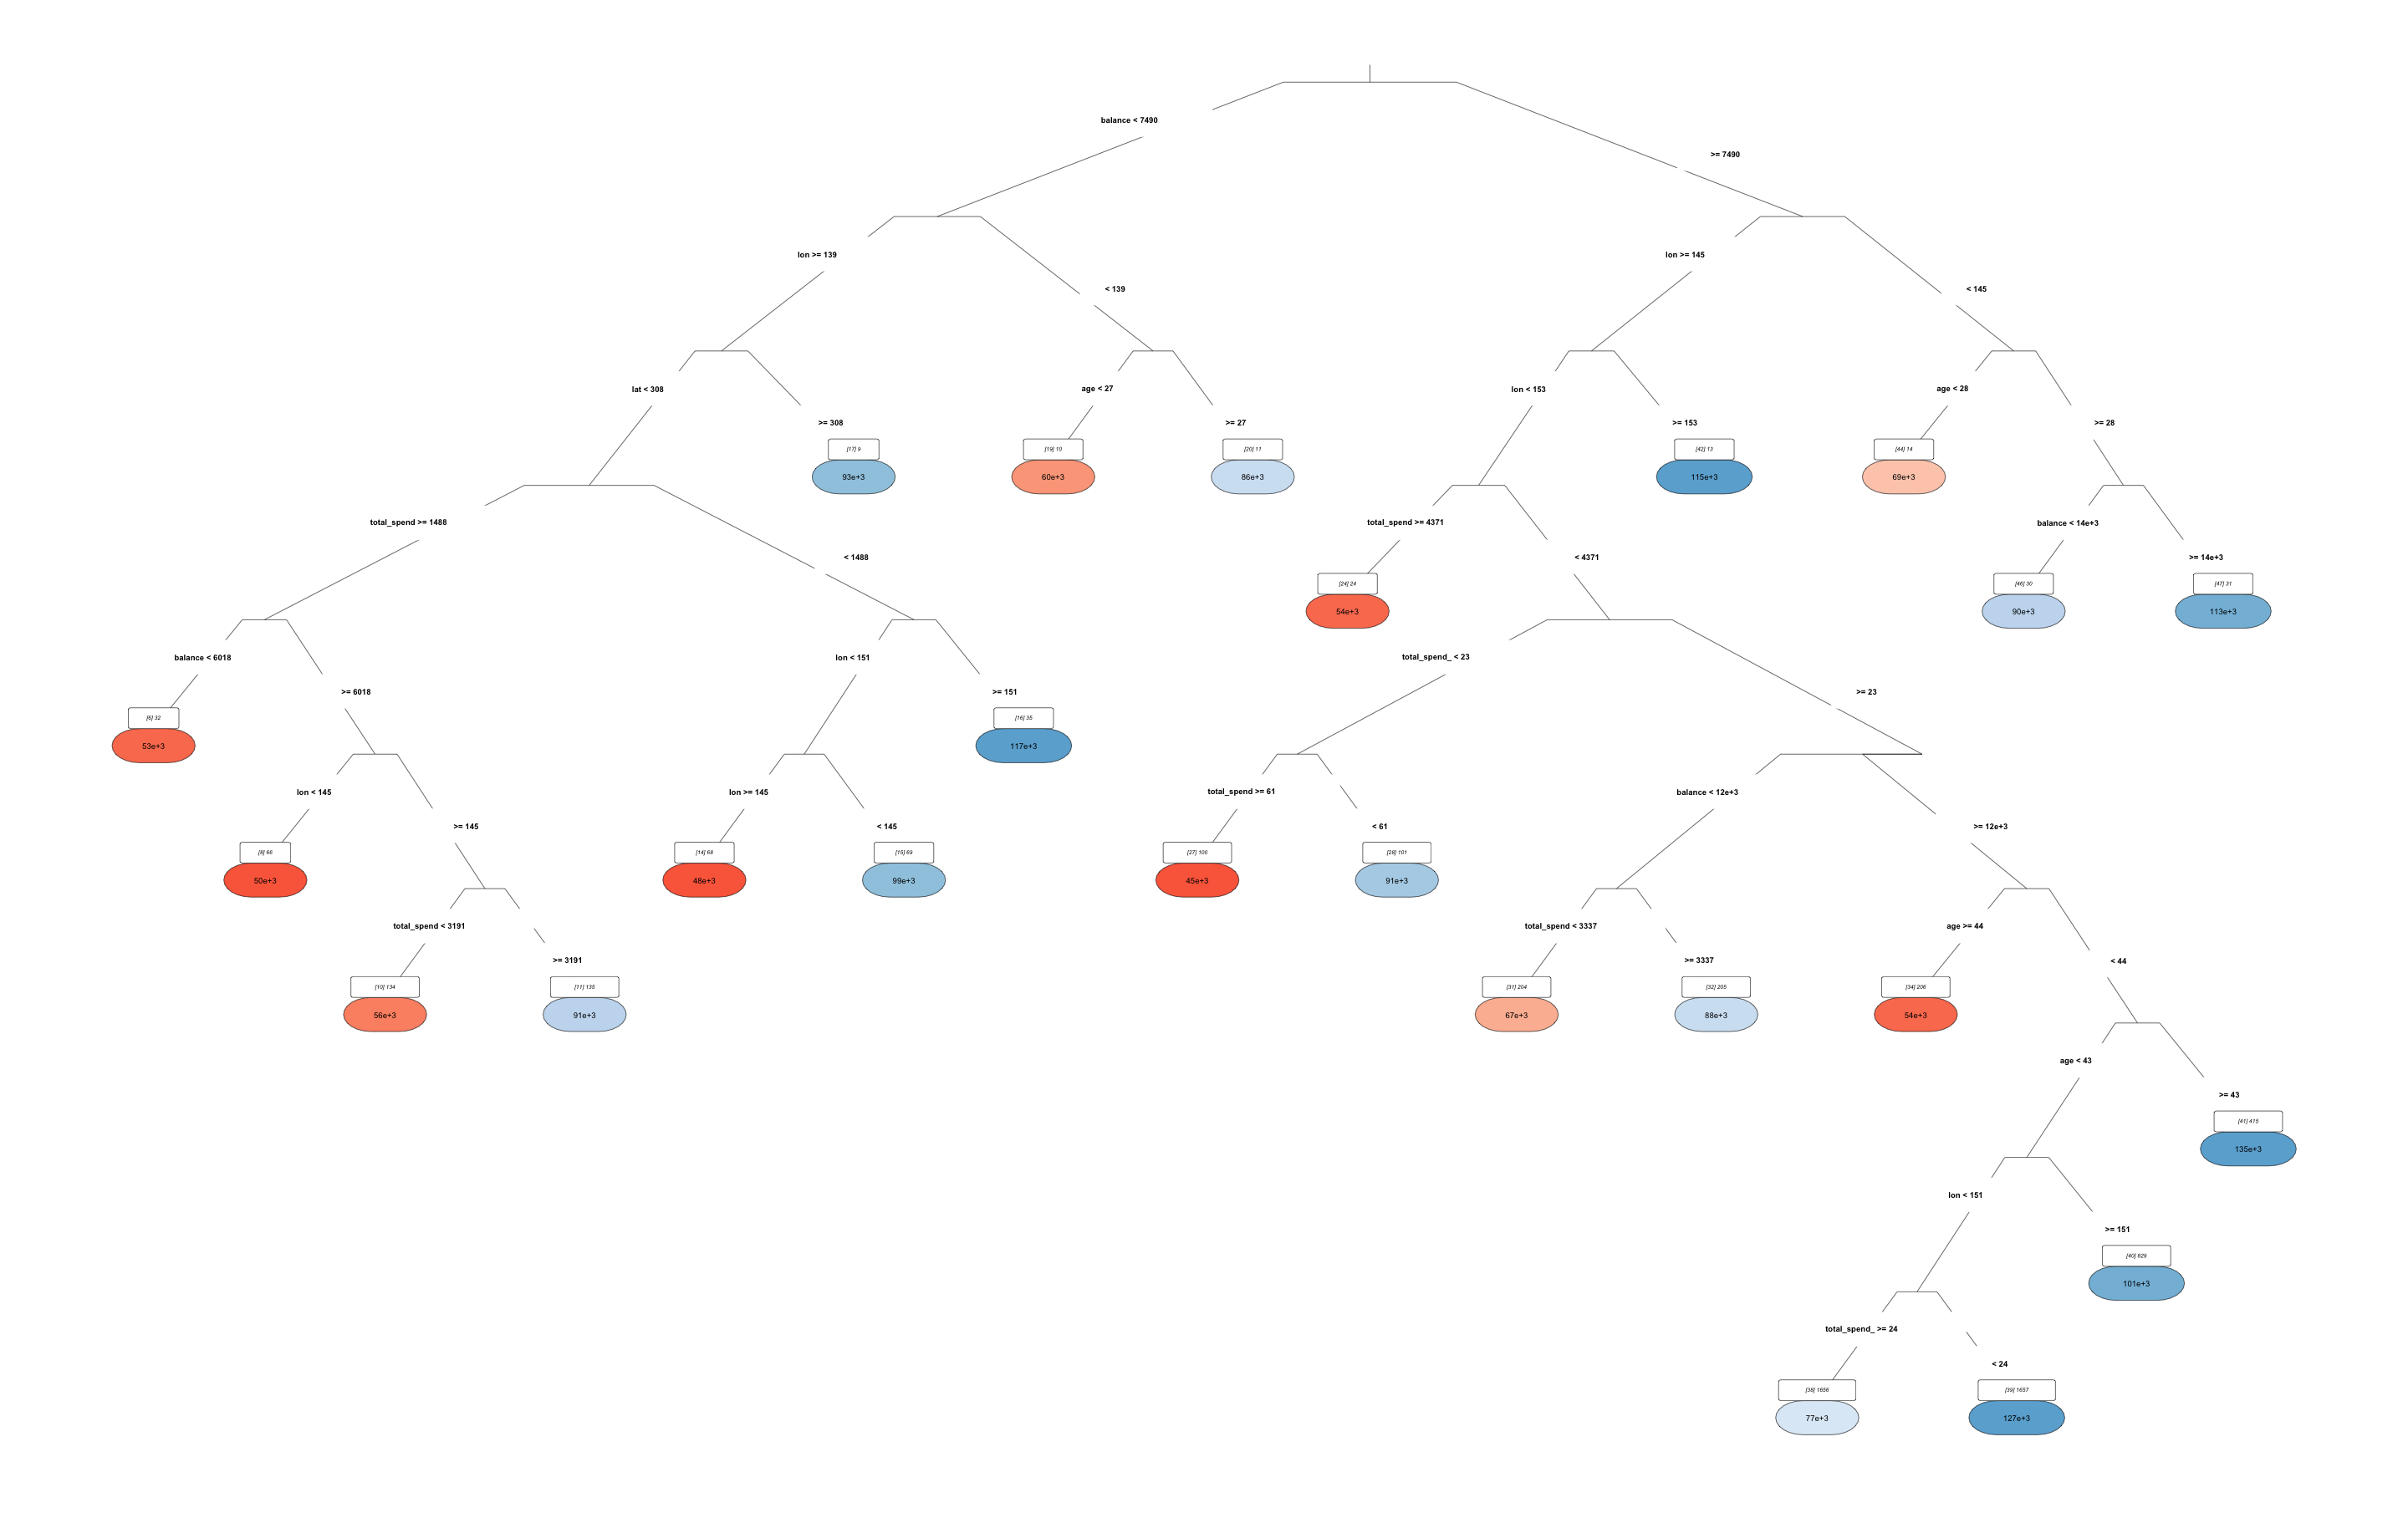 balance < 7490
>= 7490
lon >= 139
lon >= 145
< 139
< 145
lat < 308
age < 27
lon < 153
age < 28
>= 308
>= 27
>= 153
>= 28
[17] 9
[19] 10
[20] 11
[42] 13
[44] 14
93e+3
60e+3
86e+3
115e+3
69e+3
total_spend >= 1488
total_spend >= 4371
balance < 14e+3
< 1488
< 4371
>= 14e+3
[24] 24
[46] 30
[47] 31
54e+3
90e+3
113e+3
balance < 6018
lon < 151
total_spend_ < 23
>= 6018
>= 151
>= 23
[6] 32
[16] 35
53e+3
117e+3
lon < 145
lon >= 145
total_spend >= 61
balance < 12e+3
>= 145
< 145
< 61
>= 12e+3
[8] 66
[14] 68
[15] 69
[27] 100
[28] 101
50e+3
48e+3
99e+3
45e+3
91e+3
total_spend < 3191
total_spend < 3337
age >= 44
>= 3191
>= 3337
< 44
[10] 134
[11] 135
[31] 204
[32] 205
[34] 206
56e+3
91e+3
67e+3
88e+3
54e+3
age < 43
>= 43
[41] 415
135e+3
lon < 151
>= 151
[40] 829
101e+3
total_spend_ >= 24
< 24
[38] 1656
[39] 1657
77e+3
127e+3